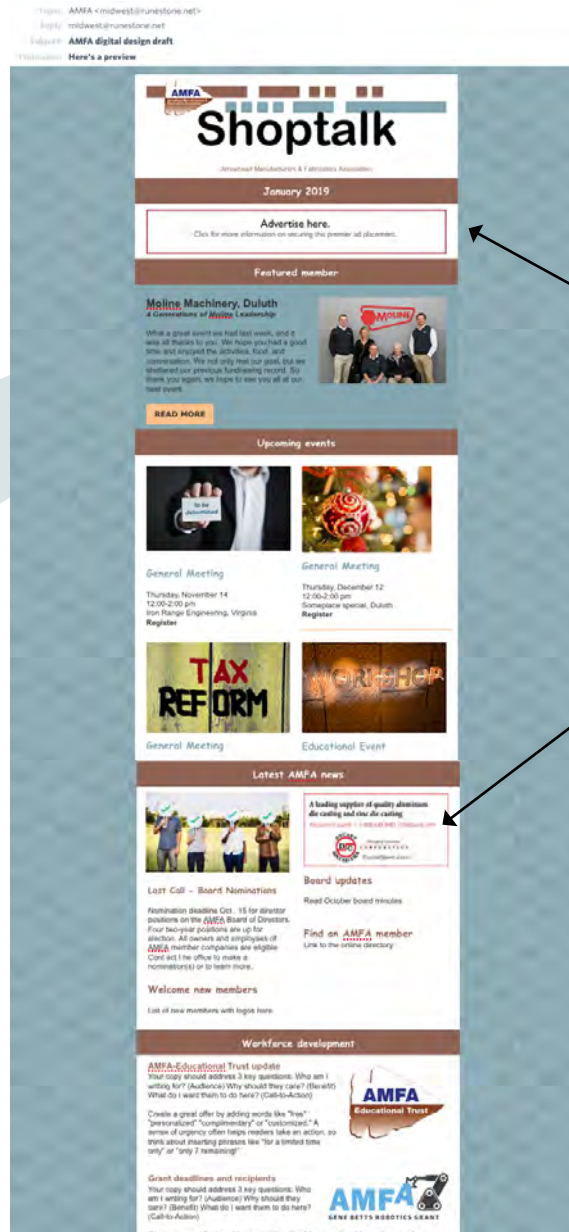 AMFA <midwest@runestone.net>
Reply midwest@runestone.net
Subject AMFA digital design draft
Here's a preview
AMFA
Shoptalk
Arrowhead Manufacturers & Fabricators Association
January 2019
Advertise here.
Click for more information on securing this premier ad placement.
Featured member
Moline Machinery, Duluth
4 Generations of Moline Leadership
MOLINE
What a great event we had last week, and it
was all thanks to you. We hope you had a good
time and enjoyed the activities, food, and
conversation. We not only met our goal, but we
shattered our previous fundraising record. So
thank you again, we hope to see you all at our
next event.
READ MORE
Upcoming events
to be
determined
General Meeting
Thursday, November 14
12:00-2:00 pm
Iron Range Engineering, Virginia
Register
General Meeting
Thursday, December 12
12:00-2:00 pm
Someplace special, Duluth
Register
TAX
REFORM
General Meeting
WORKSHOP
Educational Event
Latest AMFA news
Last Call - Board Nominations
Nomination deadline Oct. 15 for director
positions on the AMFA Board of Directors.
Four two-year positions are up for
election. All owners and employees of
AMFA member companies are eligible
Contact the office to make a
nomination(s) or to learn more.
Welcome new members
List of new members with logos here.
A leading supplier of quality aluminum
die casting and zinc die casting
CORPORATION
Board updates
Read October board minutes
Find an AMFA member
Link to the online directory
Workforce development
AMFA-Educational Trust update
Your copy should address 3 key questions: Who am I
writing for? (Audience) Why should they care? (Benefit)
What do I want them to do here? (Call-to-Action)
Create a great offer by adding words like "free"
"personalized" "complimentary" or "customized." A
sense of urgency often helps readers take an action, so
think about inserting phrases like "for a limited time
only" or "only 7 remaining!"
AMFA
Educational Trust
Grant deadlines and recipients
Your copy should address 3 key questions: Who
am I writing for? (Audience) Why should they
care? (Benefit) What do I want them to do here?
(Call-to-Action)
AMFA
GENE BETTS ROBOTICS GRANT